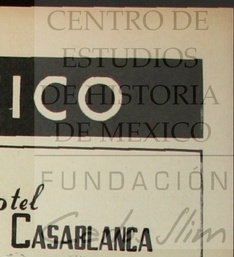 CENTRO DE
ESTUDIOS
DE HISTORIA
DE MEXICO
ICO
FUNDACIÓN
otel
CASABLANCA
Carlos Slim